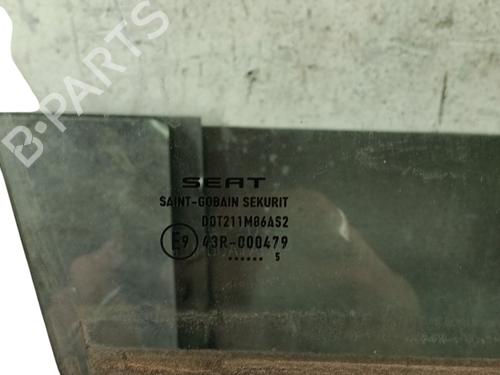 B-PARTS
SEAT
SAINT-GOBAIN SEKURIT
DOT211M86AS2
E9 43R-000479
...... 5